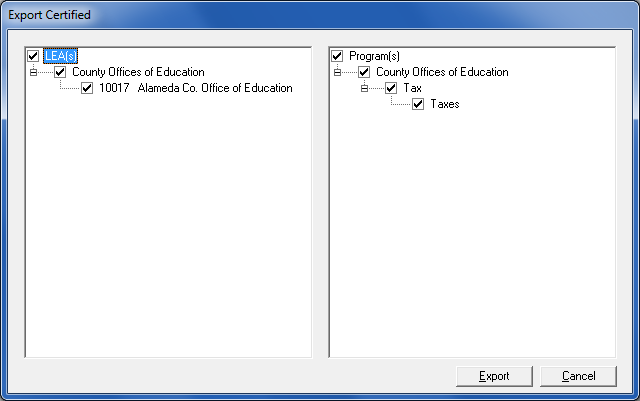 Export Certified
LEA(s)
County Offices of Education
10017 Alameda Co. Office of Education
Program(s)
County Offices of Education
Tax
Taxes
Export
Cancel